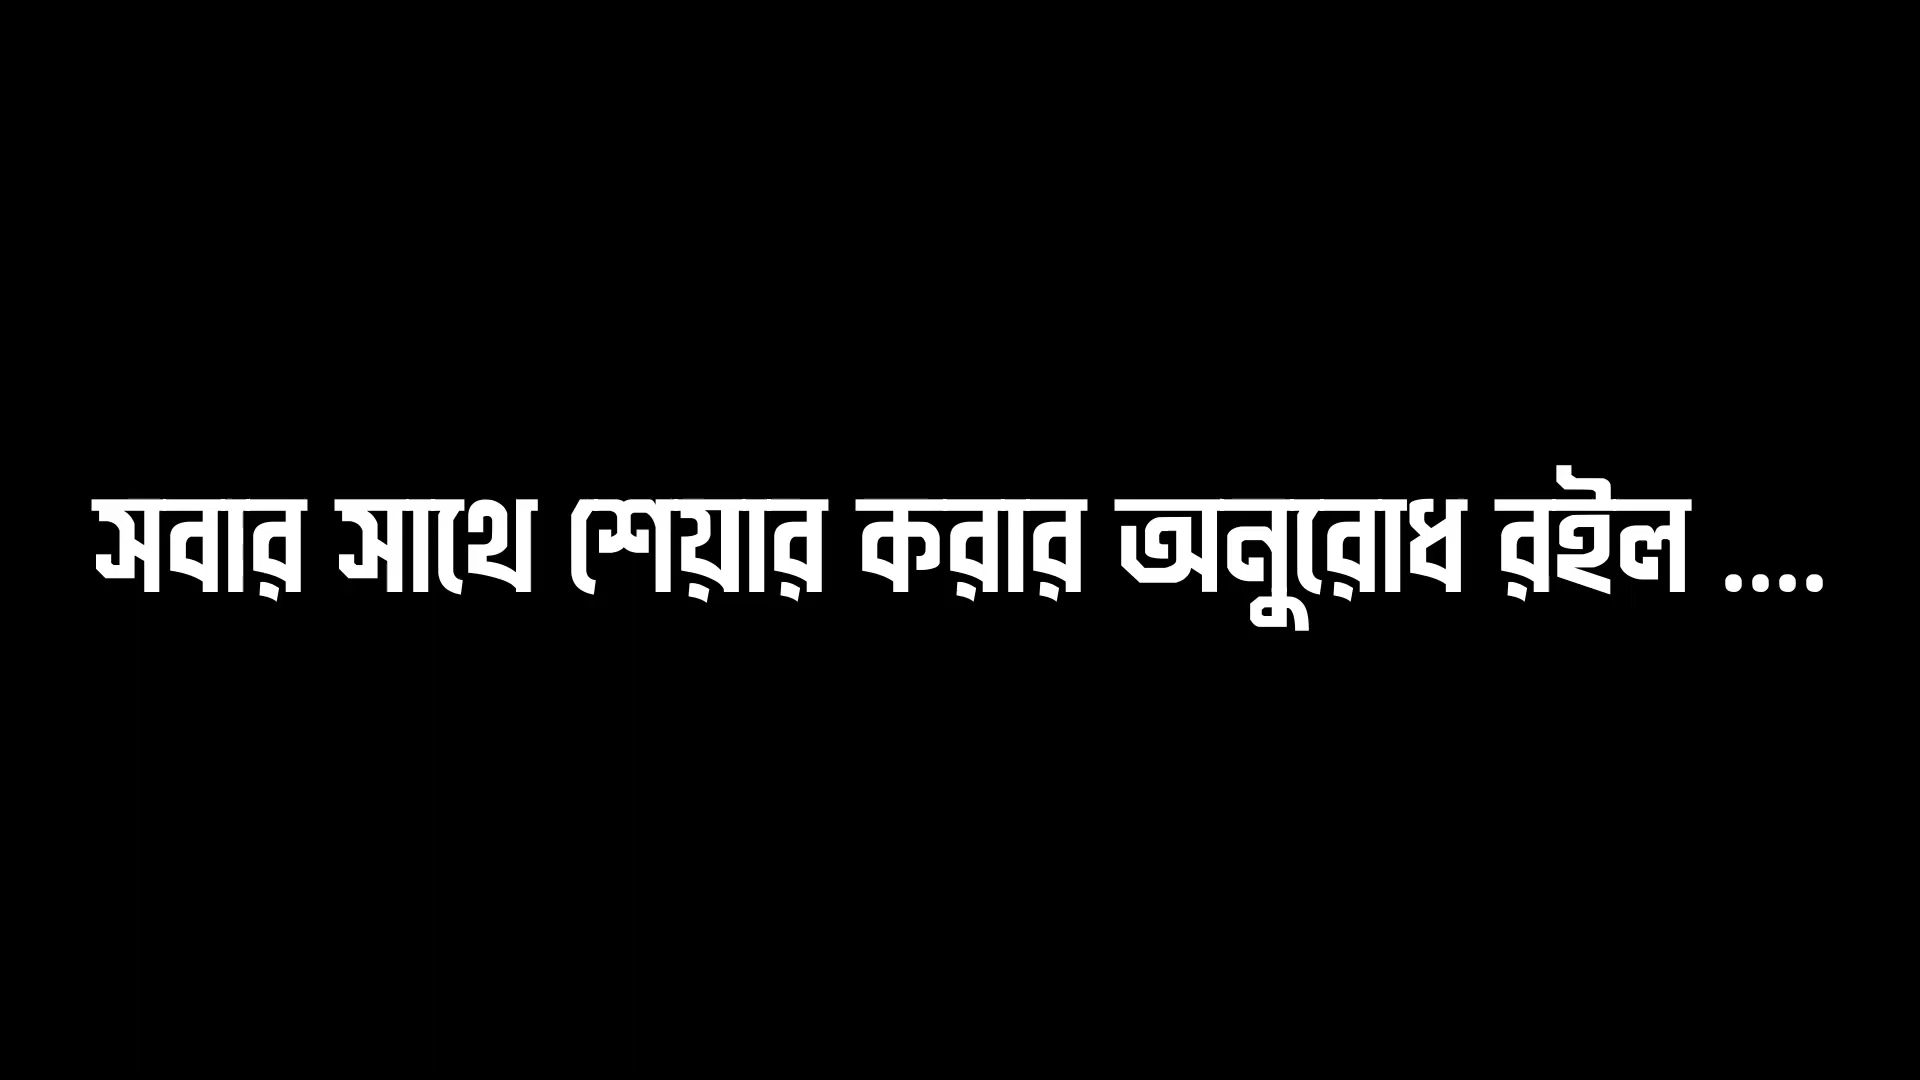 সবার সাথে শেয়ার করার অনুরোধ রইল ....